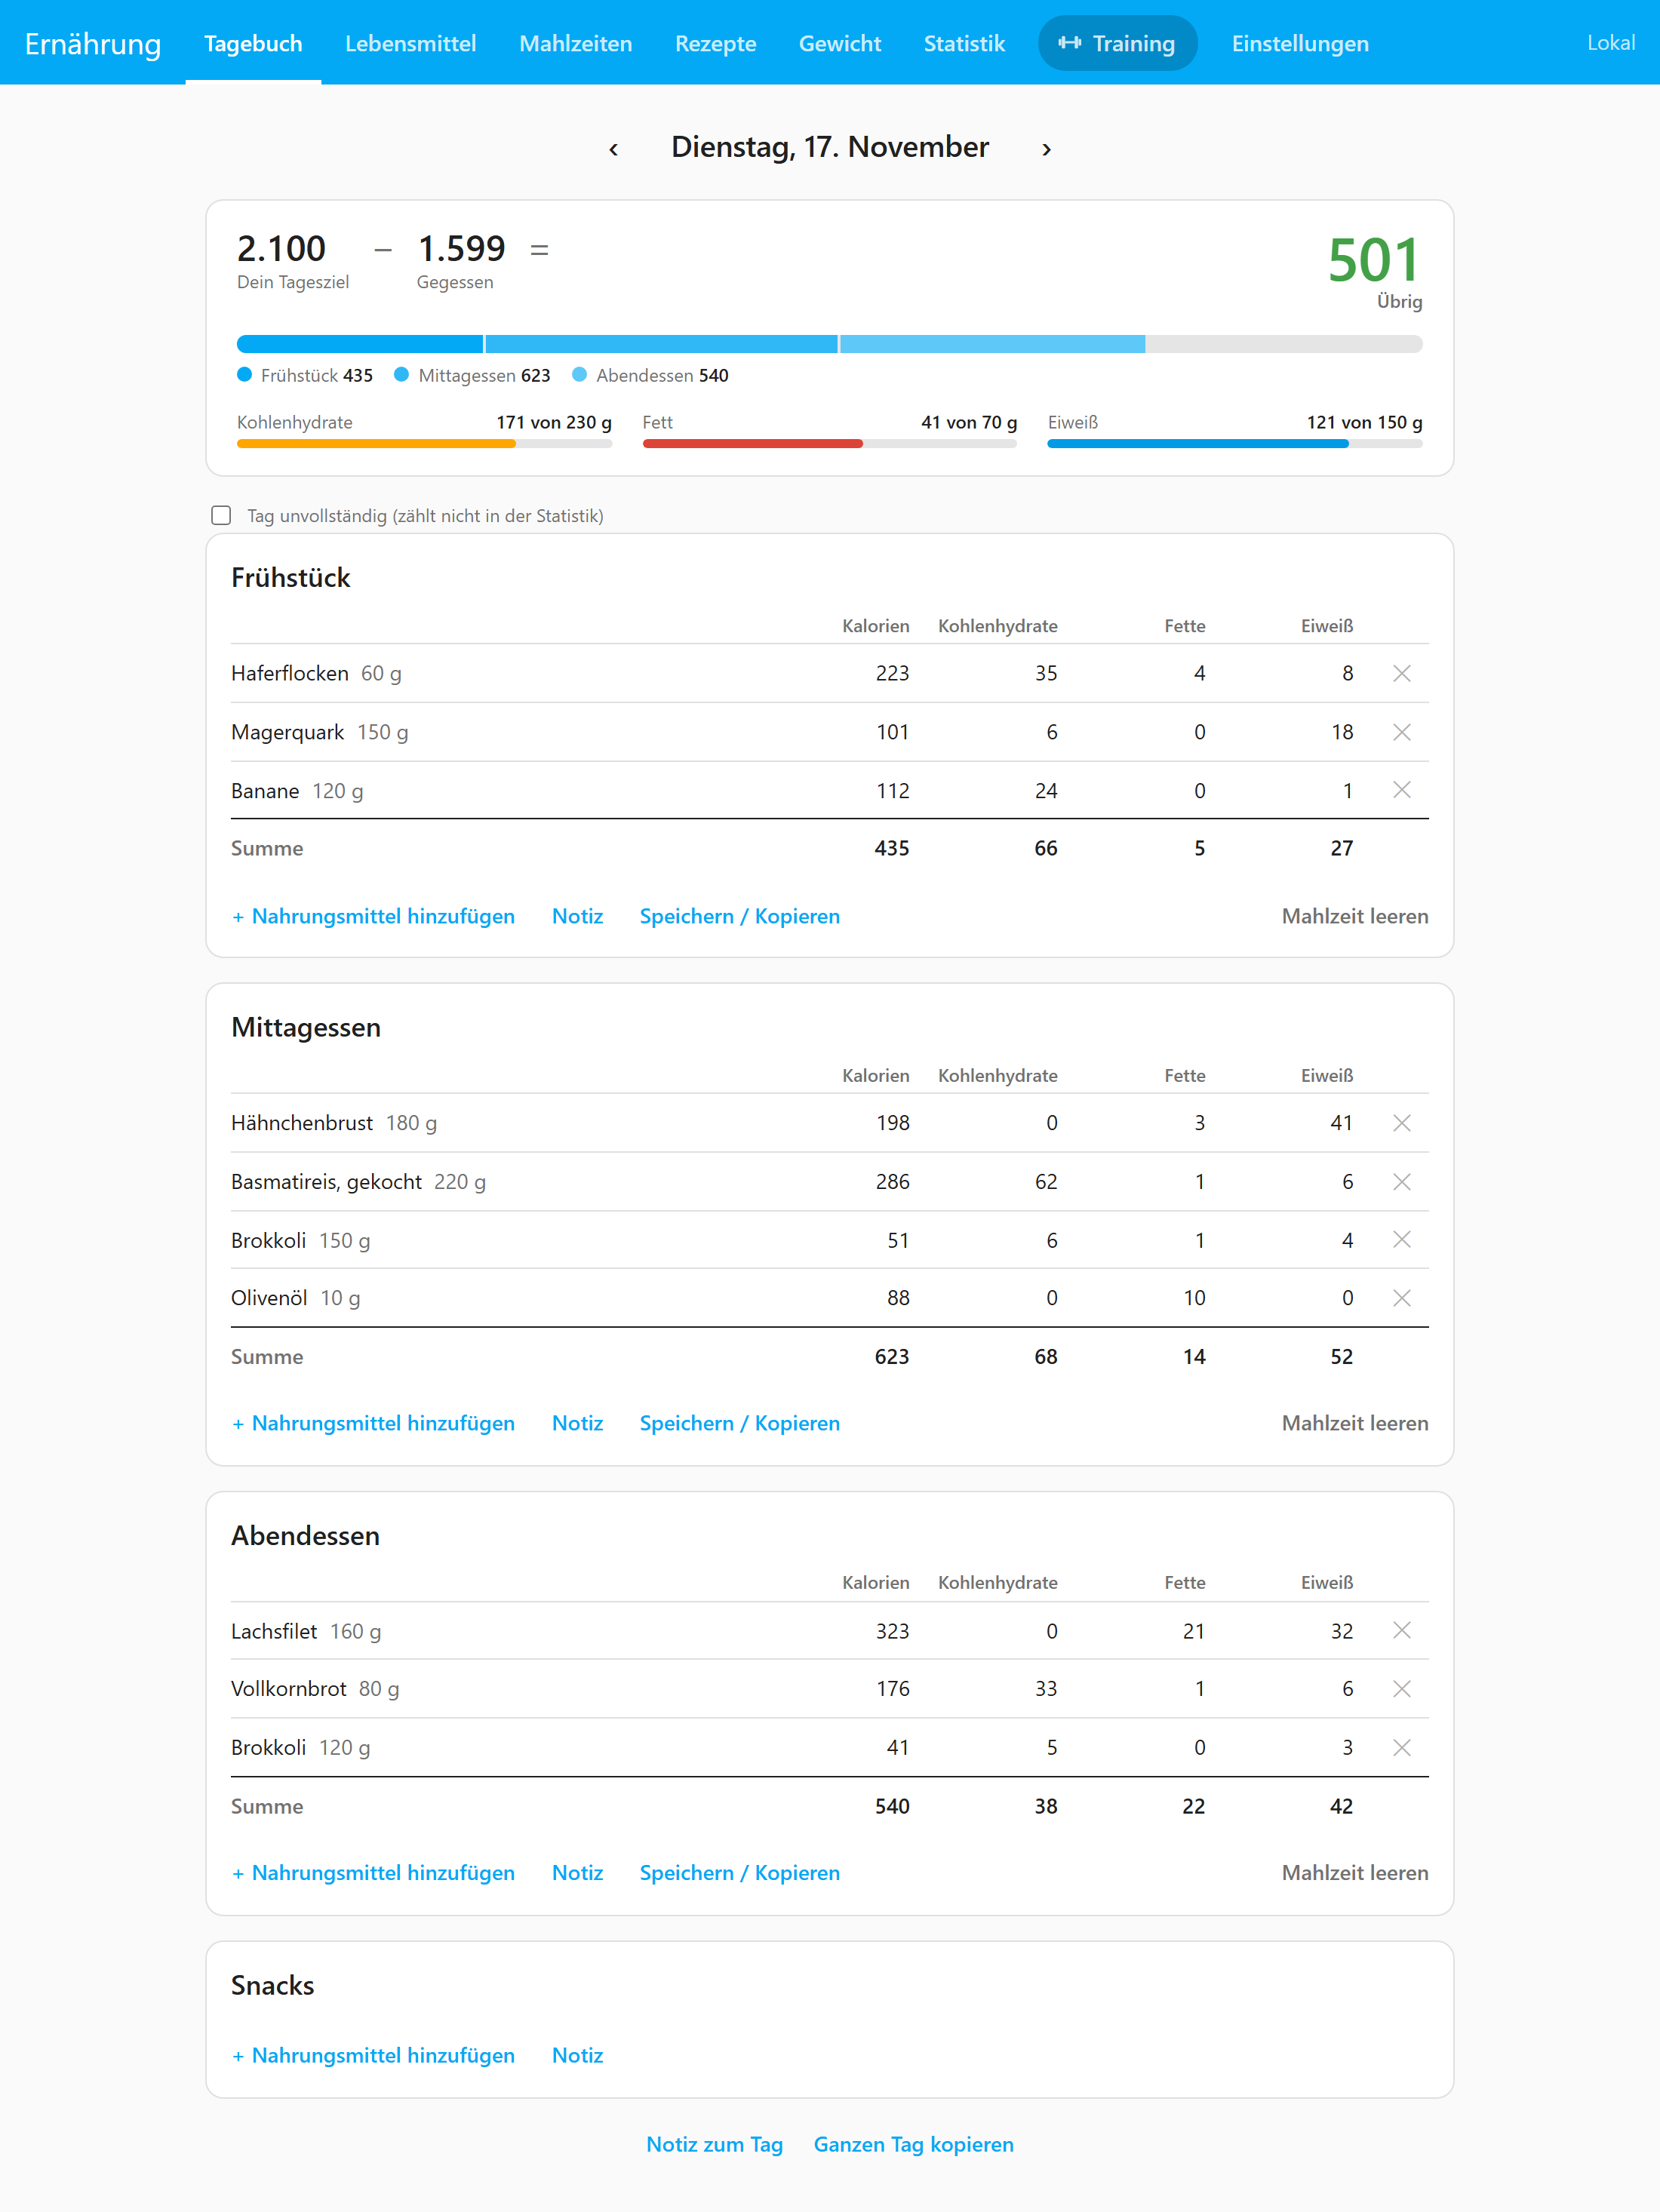 Ernährung Tagebuch Lebensmittel Mahlzeiten Rezepte Gewicht Statistik Training Einstellungen Lokal
‹ Dienstag, 17. November ›
2.100 – 1.599 = 501
Dein Tagesziel Gegessen Übrig
Frühstück 435 Mittagessen 623 Abendessen 540
Kohlenhydrate 171 von 230 g Fett 41 von 70 g Eiweiß 121 von 150 g
Tag unvollständig (zählt nicht in der Statistik)
Frühstück
Kalorien Kohlenhydrate Fette Eiweiß
Haferflocken 60 g 223 35 4 8
Magerquark 150 g 101 6 0 18
Banane 120 g 112 24 0 1
Summe 435 66 5 27
+ Nahrungsmittel hinzufügen Notiz Speichern / Kopieren Mahlzeit leeren
Mittagessen
Kalorien Kohlenhydrate Fette Eiweiß
Hähnchenbrust 180 g 198 0 3 41
Basmatireis, gekocht 220 g 286 62 1 6
Brokkoli 150 g 51 6 1 4
Olivenöl 10 g 88 0 10 0
Summe 623 68 14 52
+ Nahrungsmittel hinzufügen Notiz Speichern / Kopieren Mahlzeit leeren
Abendessen
Kalorien Kohlenhydrate Fette Eiweiß
Lachsfilet 160 g 323 0 21 32
Vollkornbrot 80 g 176 33 1 6
Brokkoli 120 g 41 5 0 3
Summe 540 38 22 42
+ Nahrungsmittel hinzufügen Notiz Speichern / Kopieren Mahlzeit leeren
Snacks
+ Nahrungsmittel hinzufügen Notiz
Notiz zum Tag Ganzen Tag kopieren